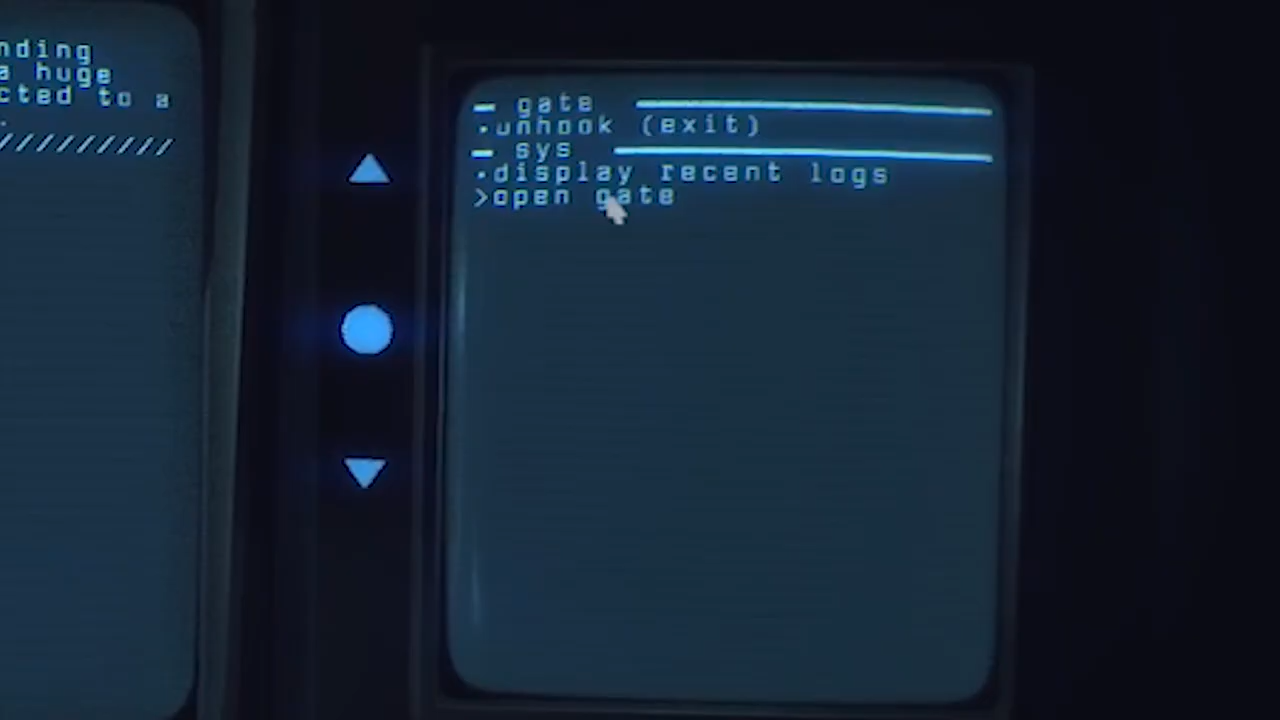 nding
a huge
cted to a
.
/////////
gate
·unhook (exit)
sys
·display recent logs
>open gate